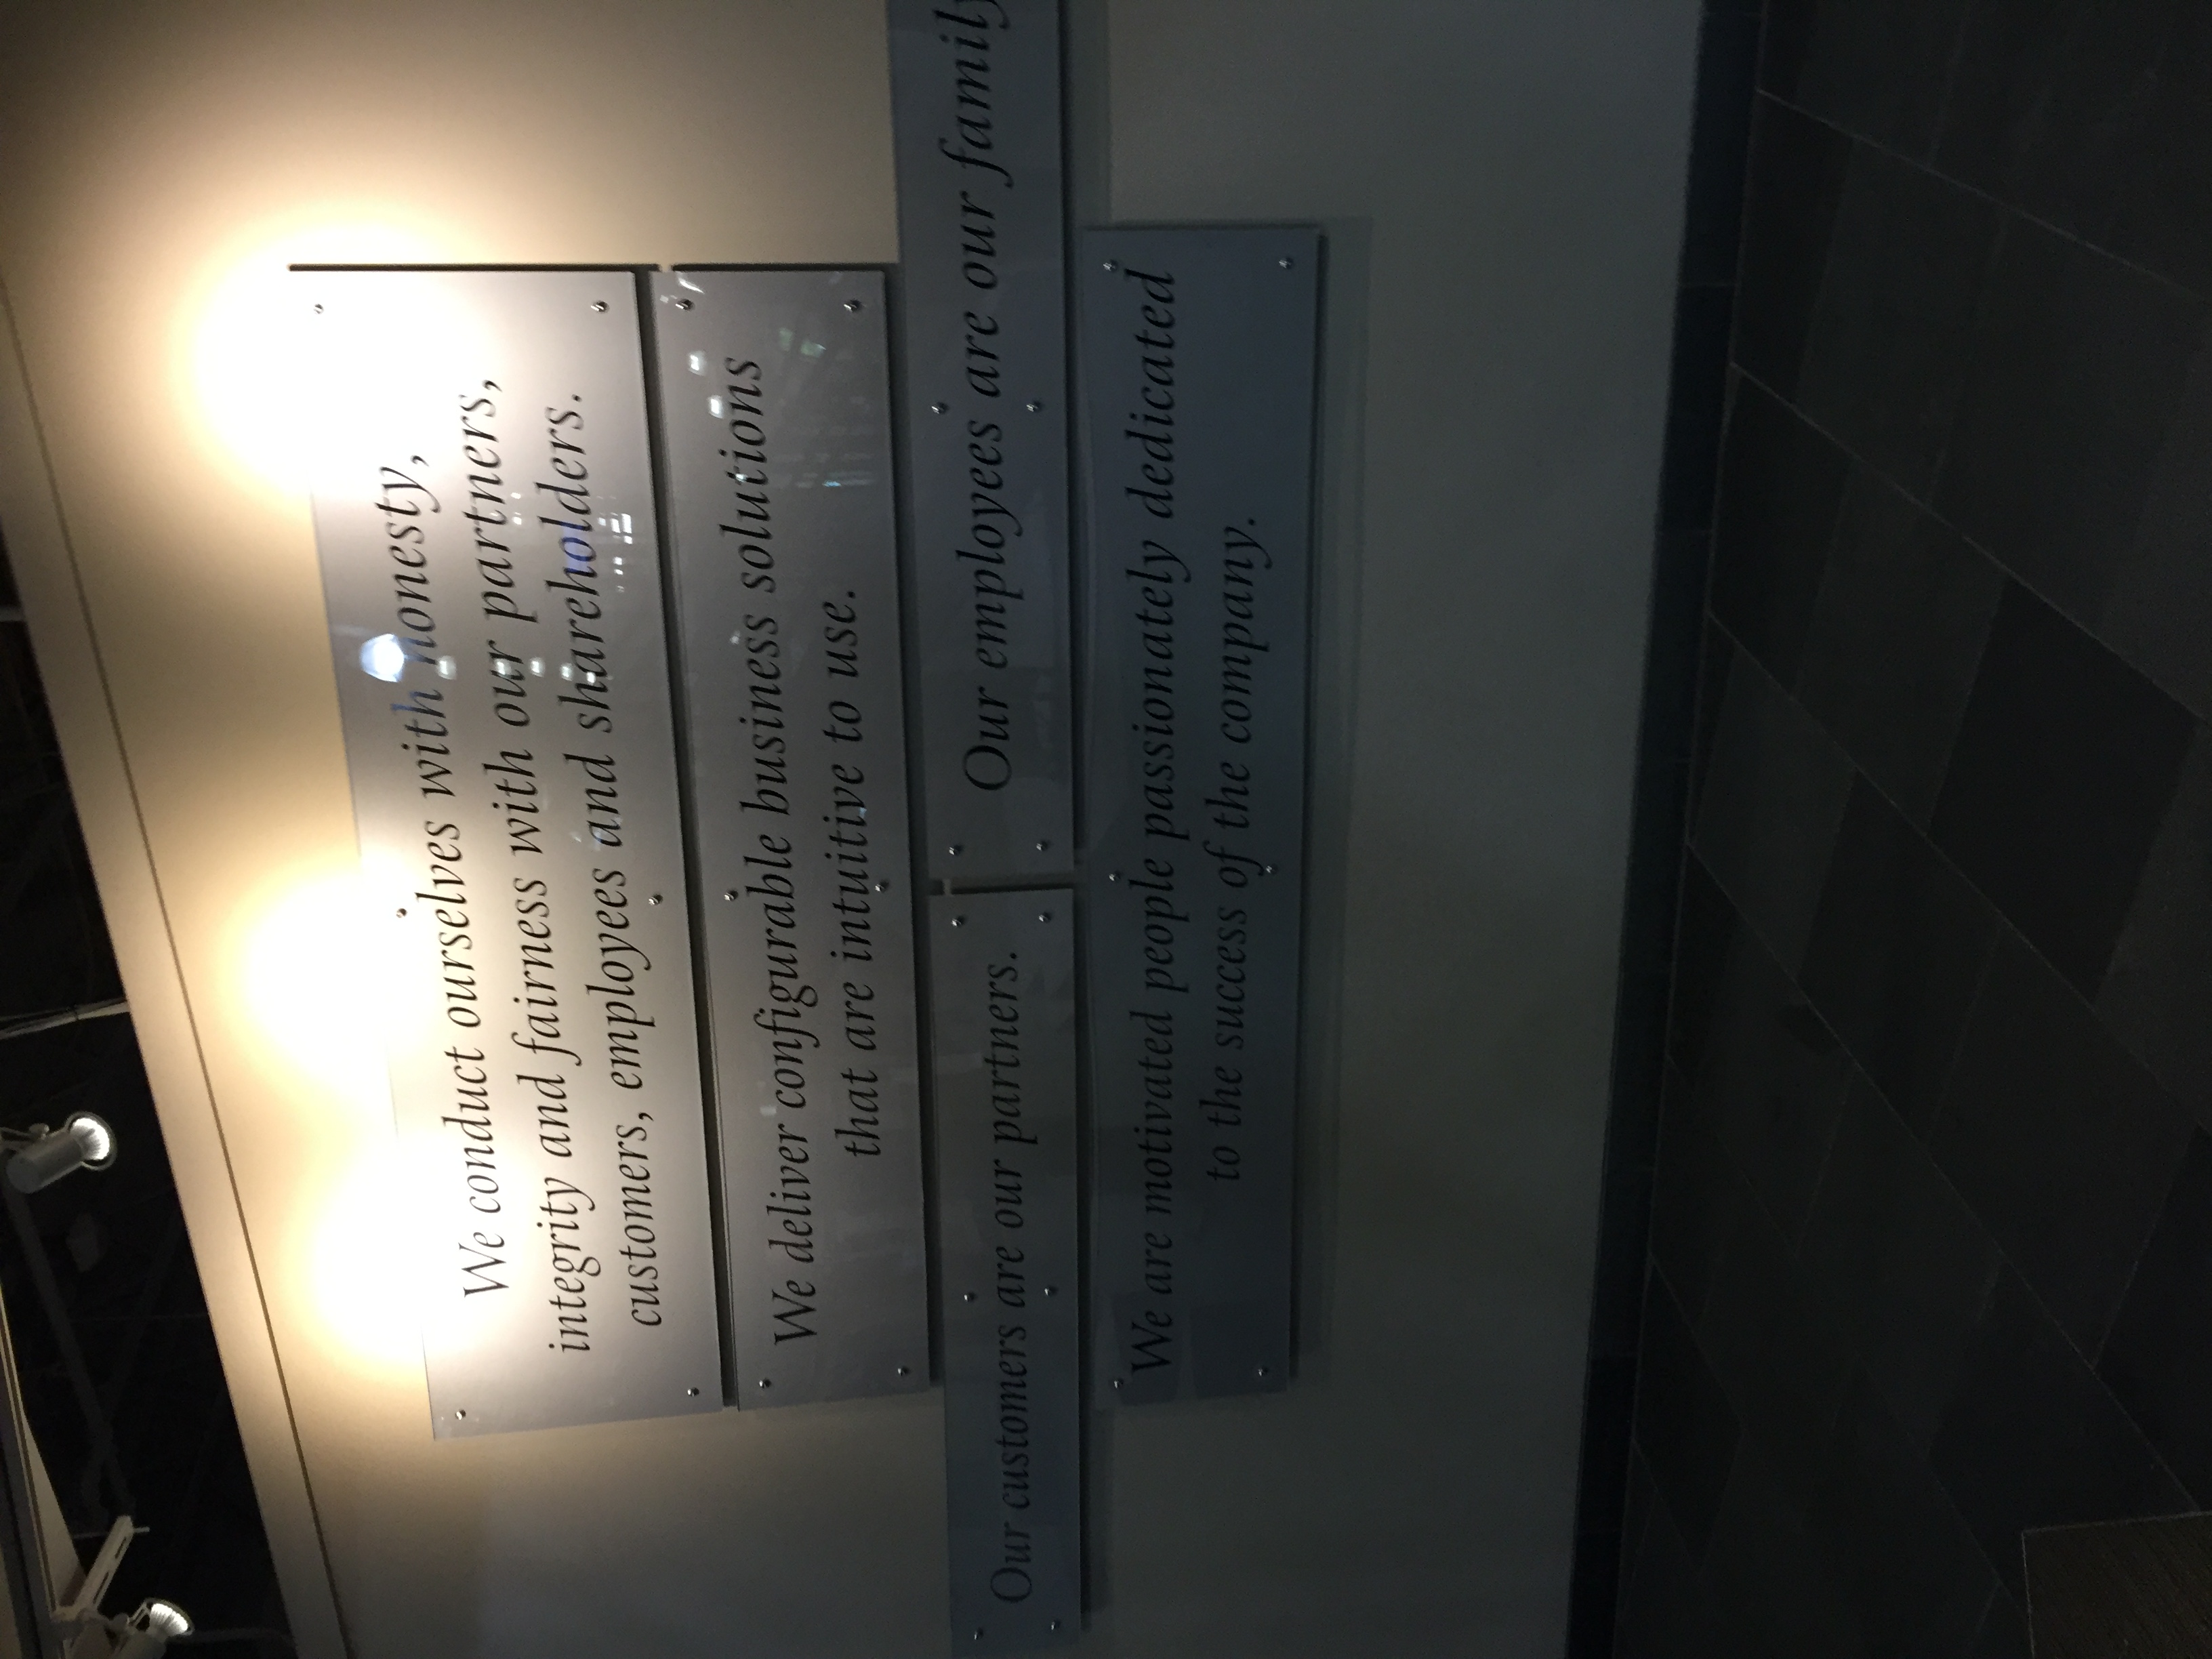 We conduct ourselves with honesty,
integrity and fairness with our partners,
customers, employees and shareholders.
We deliver configurable business solutions
that are intuitive to use.
Our customers are our partners.
Our employees are our family
We are motivated people passionately dedicated
to the success of the company.